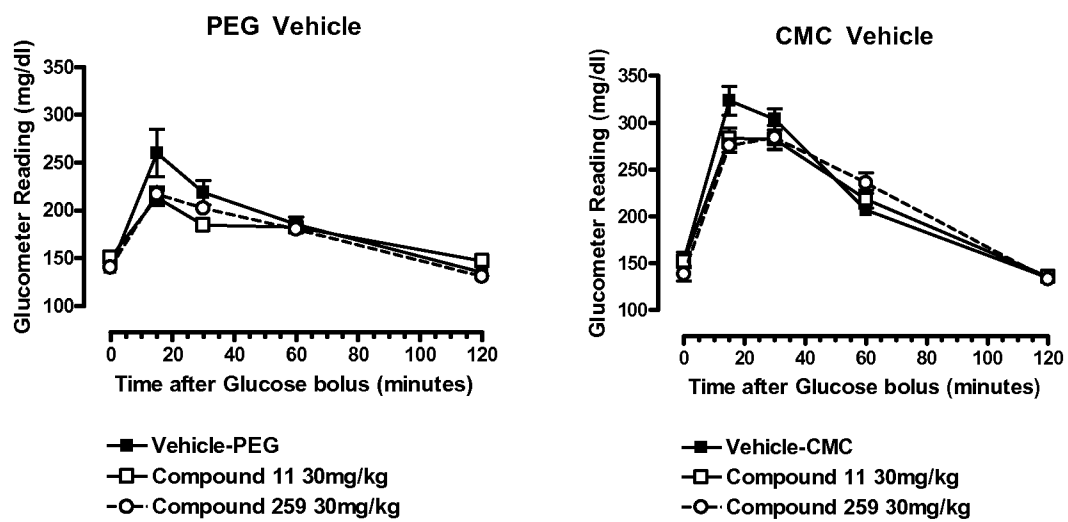 PEG Vehicle
Glucometer Reading (mg/dl)
350
300
250
200
150
100
0 20 40 60 80 100 120
Time after Glucose bolus (minutes)
Vehicle-PEG
Compound 11 30mg/kg
Compound 259 30mg/kg
CMC Vehicle
Glucometer Reading (mg/dl)
350
300
250
200
150
100
0 20 40 60 80 100 120
Time after Glucose bolus (minutes)
Vehicle-CMC
Compound 11 30mg/kg
Compound 259 30mg/kg